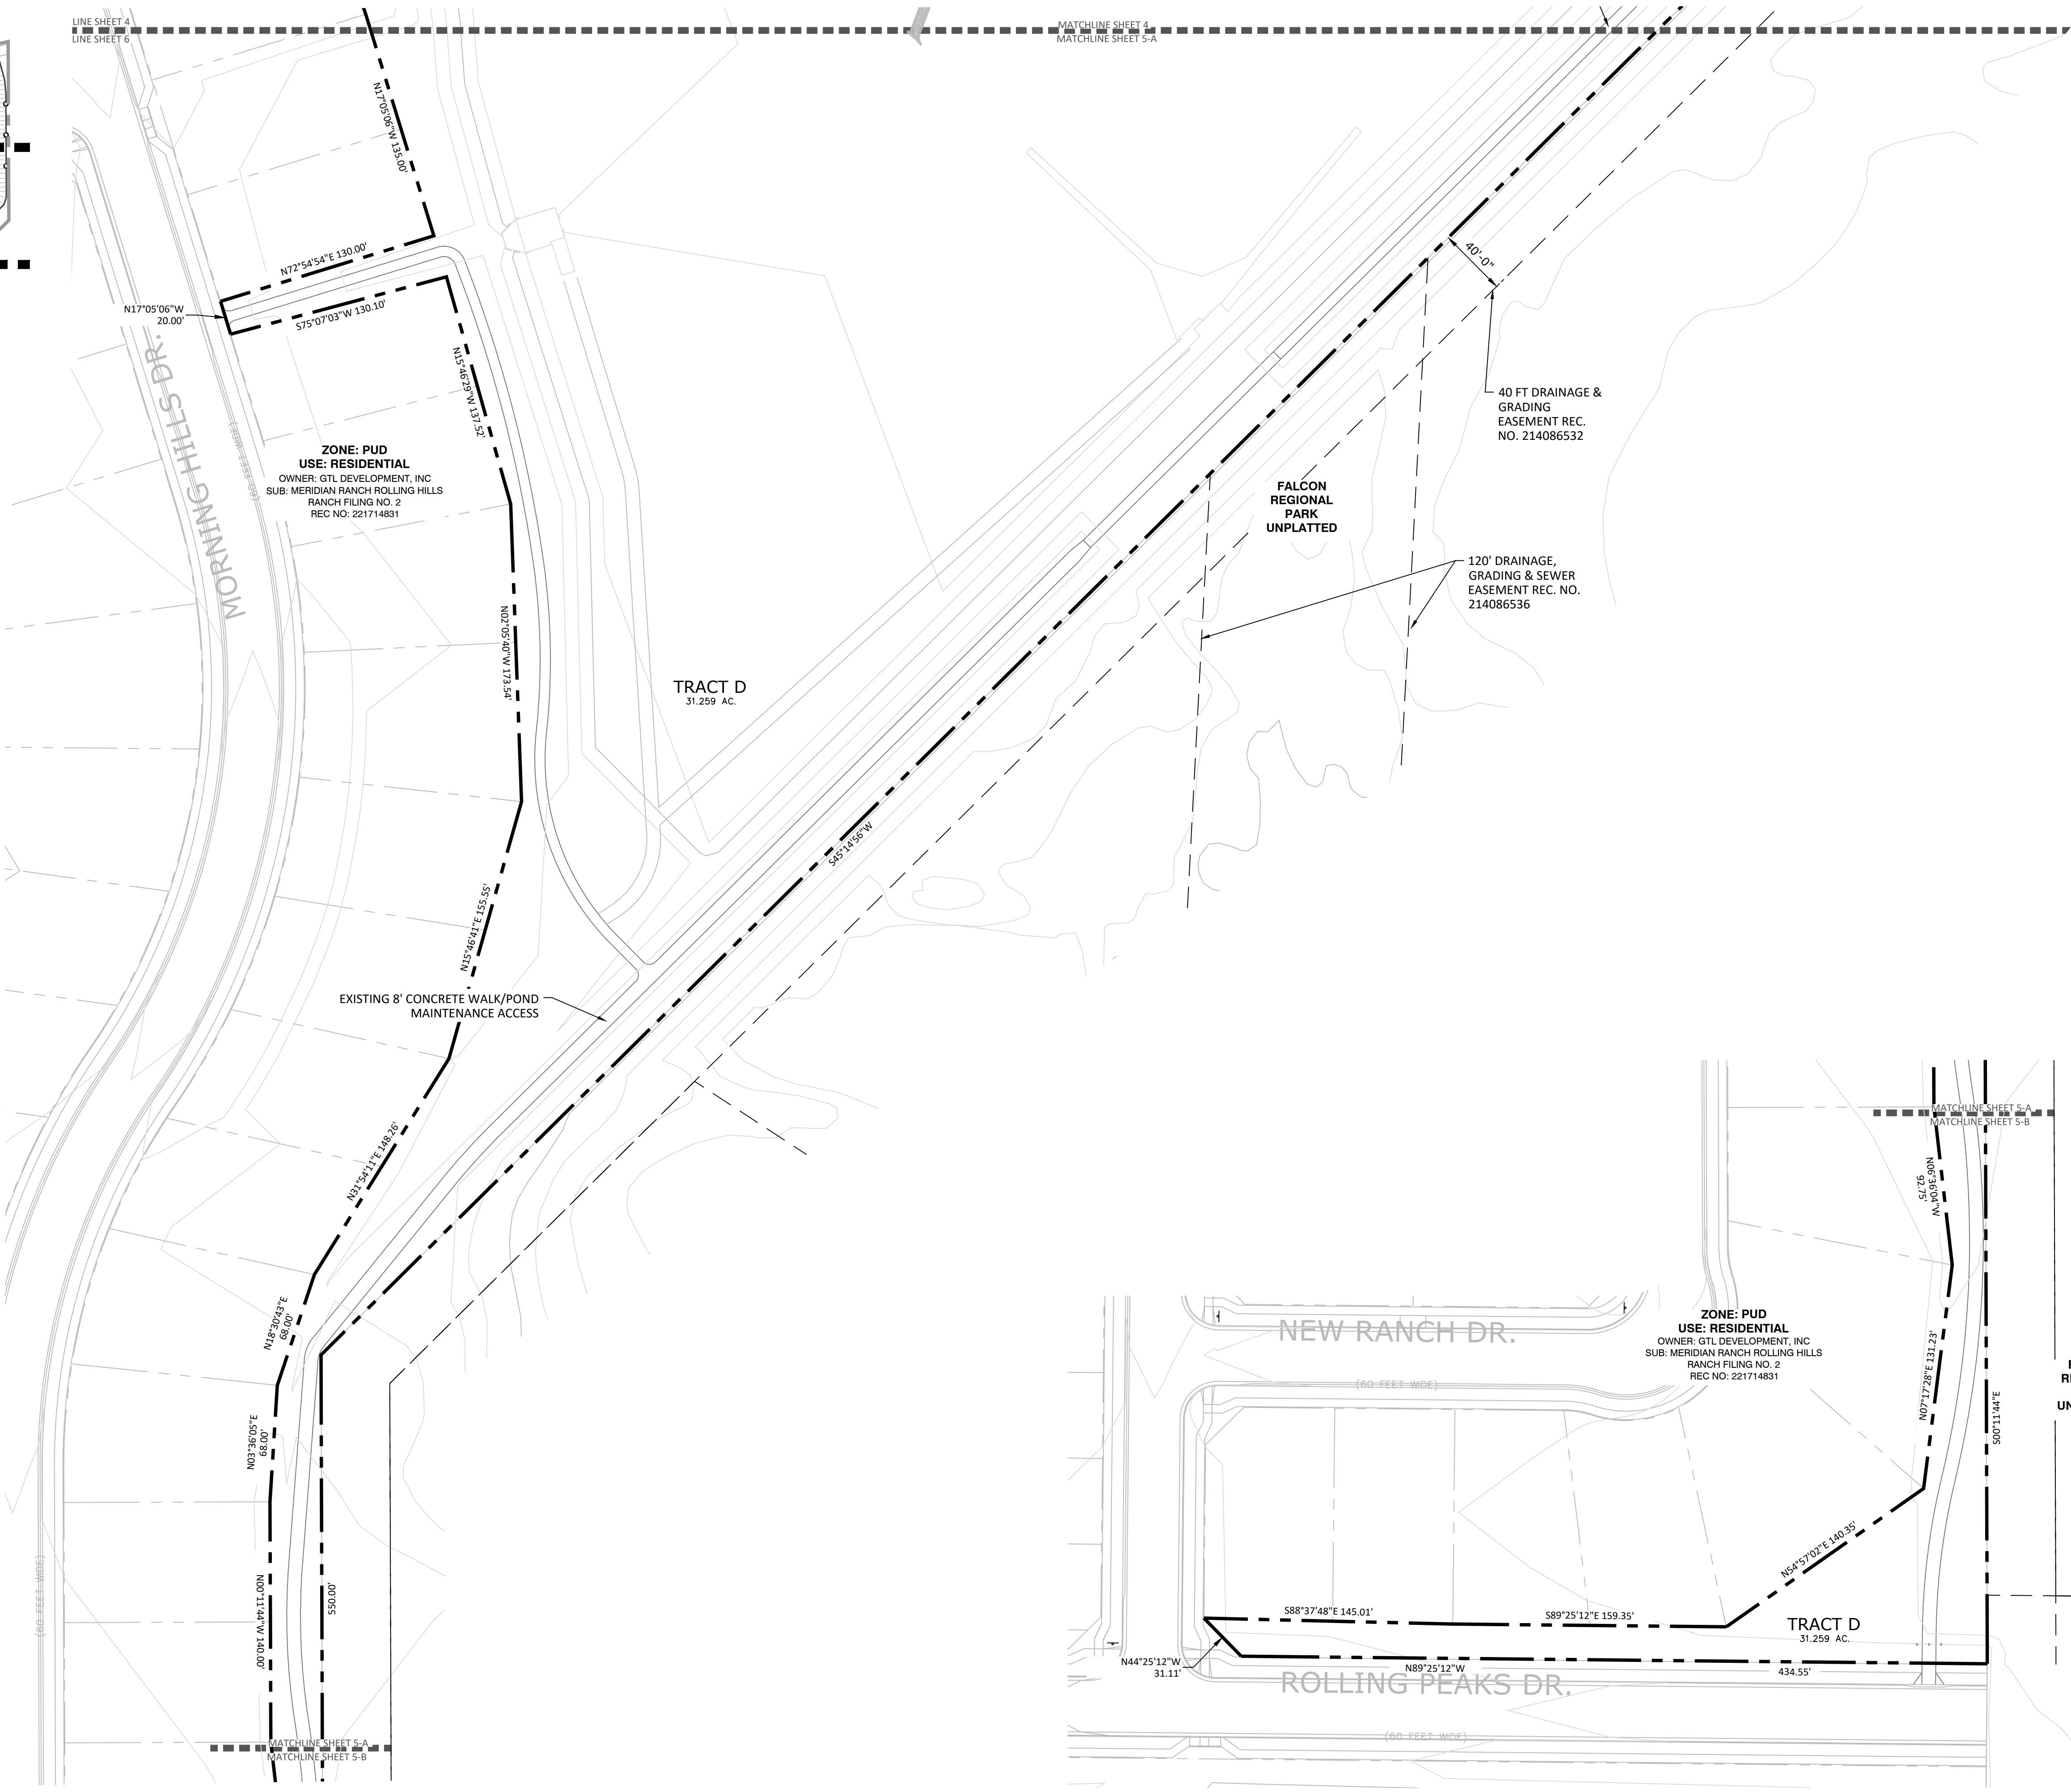 LINE SHEET 4
LINE SHEET 6
MATCHLINE SHEET 4
MATCHLINE SHEET 5-A
N17°05'06"W 135.00'
N72°54'54"E 130.00'
N17°05'06"W
20.00'
S75°07'03"W 130.10'
MORNING HILLS DR.
(60 FEET WIDE)
N15°46'29"W 137.52'
ZONE: PUD
USE: RESIDENTIAL
OWNER: GTL DEVELOPMENT, INC
SUB: MERIDIAN RANCH ROLLING HILLS
RANCH FILING NO. 2
REC NO: 221714831
40'-0"
40 FT DRAINAGE &
GRADING
EASEMENT REC.
NO. 214086532
FALCON
REGIONAL
PARK
UNPLATTED
120' DRAINAGE,
GRADING & SEWER
EASEMENT REC. NO.
214086536
N02°05'40"W 173.54'
TRACT D
31.259 AC.
S45°14'56"W
N15°46'41"E 155.55'
EXISTING 8' CONCRETE WALK/POND
MAINTENANCE ACCESS
N31°54'11"E 148.26'
N18°30'43"E
68.00'
N03°36'05"E
68.00'
N00°11'44"W 140.00'
550.00'
(60 FEET WIDE)
MATCHLINE SHEET 5-A
MATCHLINE SHEET 5-B
MATCHLINE SHEET 5-A
MATCHLINE SHEET 5-B
N06°36'04"W
92.75'
NEW RANCH DR.
(60 FEET WIDE)
ZONE: PUD
USE: RESIDENTIAL
OWNER: GTL DEVELOPMENT, INC
SUB: MERIDIAN RANCH ROLLING HILLS
RANCH FILING NO. 2
REC NO: 221714831
N07°17'28"E 131.23'
S00°11'44"E
UN
N54°57'02"E 140.35'
S88°37'48"E 145.01'
S89°25'12"E 159.35'
TRACT D
31.259 AC.
N44°25'12"W
31.11'
N89°25'12"W
434.55'
ROLLING PEAKS DR.
(60 FEET WIDE)